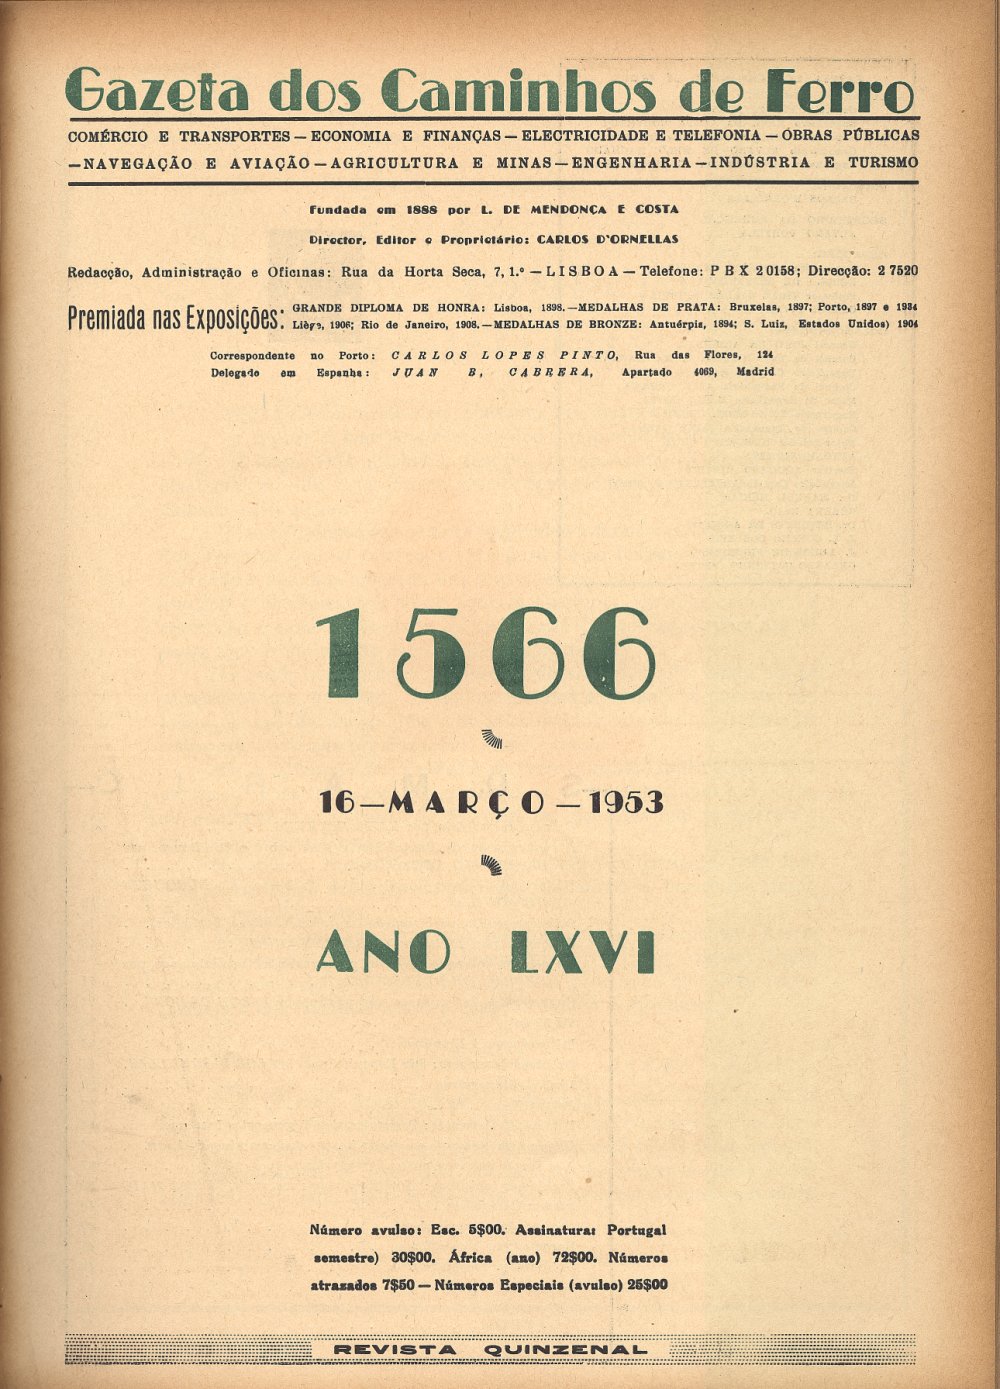 Gazeta dos Caminhos de Ferro
COMÉRCIO E TRANSPORTES — ECONOMIA E FINANÇAS — ELECTRICIDADE E TELEFONIA — OBRAS PÚBLICAS
— NAVEGAÇÃO E AVIAÇÃO — AGRICULTURA E MINAS — ENGENHARIA — INDÚSTRIA E TURISMO
Fundada em 1888 por L. DE MENDONÇA E COSTA
Director, Editor e Proprietário: CARLOS D'ORNELLAS
Redacção, Administração e Oficinas: Rua da Horta Seca, 7, 1.º — LISBOA — Telefone: PBX 20158; Direcção: 27520
Premiada nas Exposições: GRANDE DIPLOMA DE HONRA: Lisboa, 1898. — MEDALHAS DE PRATA: Bruxelas, 1897; Porto, 1897 e 1934
Liège, 1906; Rio de Janeiro, 1908. — MEDALHAS DE BRONZE: Antuérpia, 1894; S. Luiz, Estados Unidos) 1904
Correspondente no Porto: CARLOS LOPES PINTO, Rua das Flores, 124
Delegado em Espanha: JUAN B, CABRERA, Apartado 4069, Madrid
1566
16 — MARÇO — 1953
ANO LXVI
Número avulso: Esc. 5$00. Assinatura: Portugal
semestre) 30$00. África (ano) 72$00. Números
atrazados 7$50 — Números Especiais (avulso) 25$00
REVISTA QUINZENAL